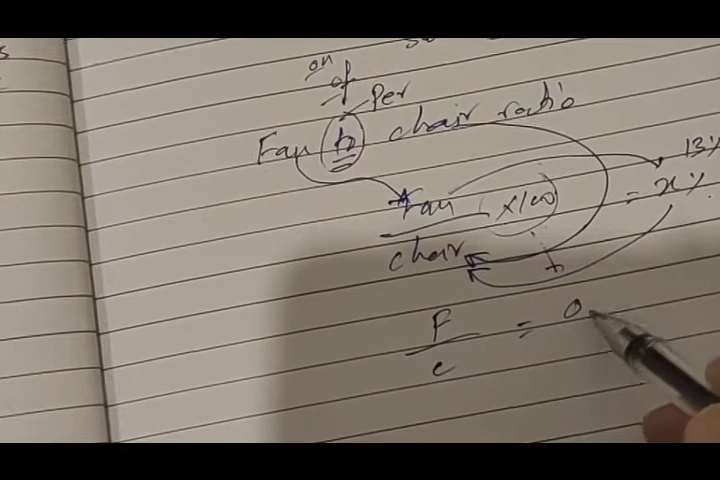 on
of
Per
Fan to chair ratio
13%
Fan x100 = x%
chair
F = 0
c